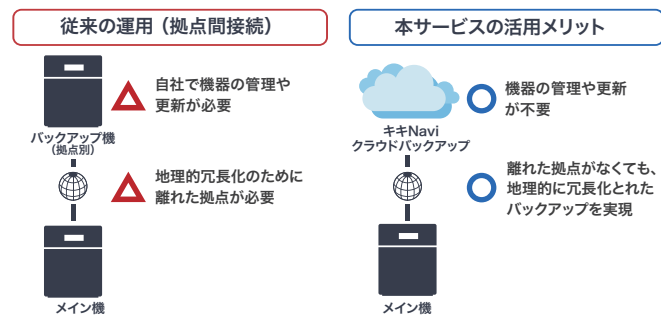 従来の運用（拠点間接続）
自社で機器の管理や
更新が必要
バックアップ機
（拠点別）
地理的冗長化のために
離れた拠点が必要
メイン機
本サービスの活用メリット
機器の管理や更新
が不要
キキNavi
クラウドバックアップ
離れた拠点がなくても、
地理的に冗長化とれた
バックアップを実現
メイン機